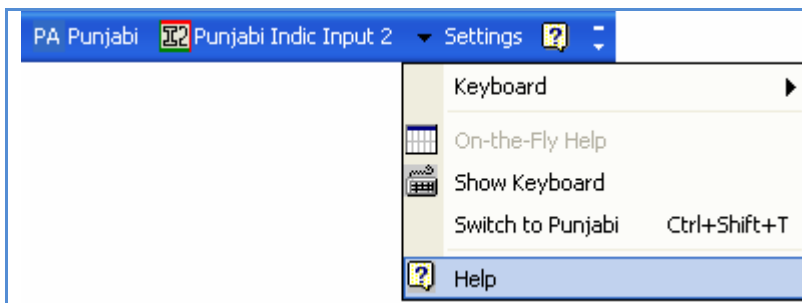 PA Punjabi Punjabi Indic Input 2 Settings
Keyboard
On-the-Fly Help
Show Keyboard
Switch to Punjabi Ctrl+Shift+T
Help